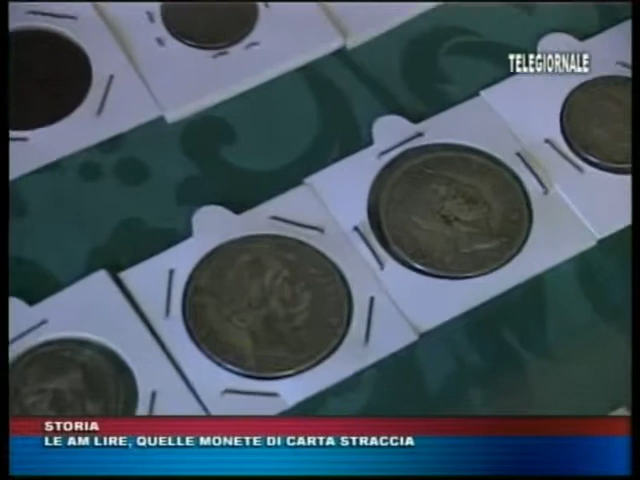 TELEGIORNALE
STORIA
LE AM LIRE, QUELLE MONETE DI CARTA STRACCIA